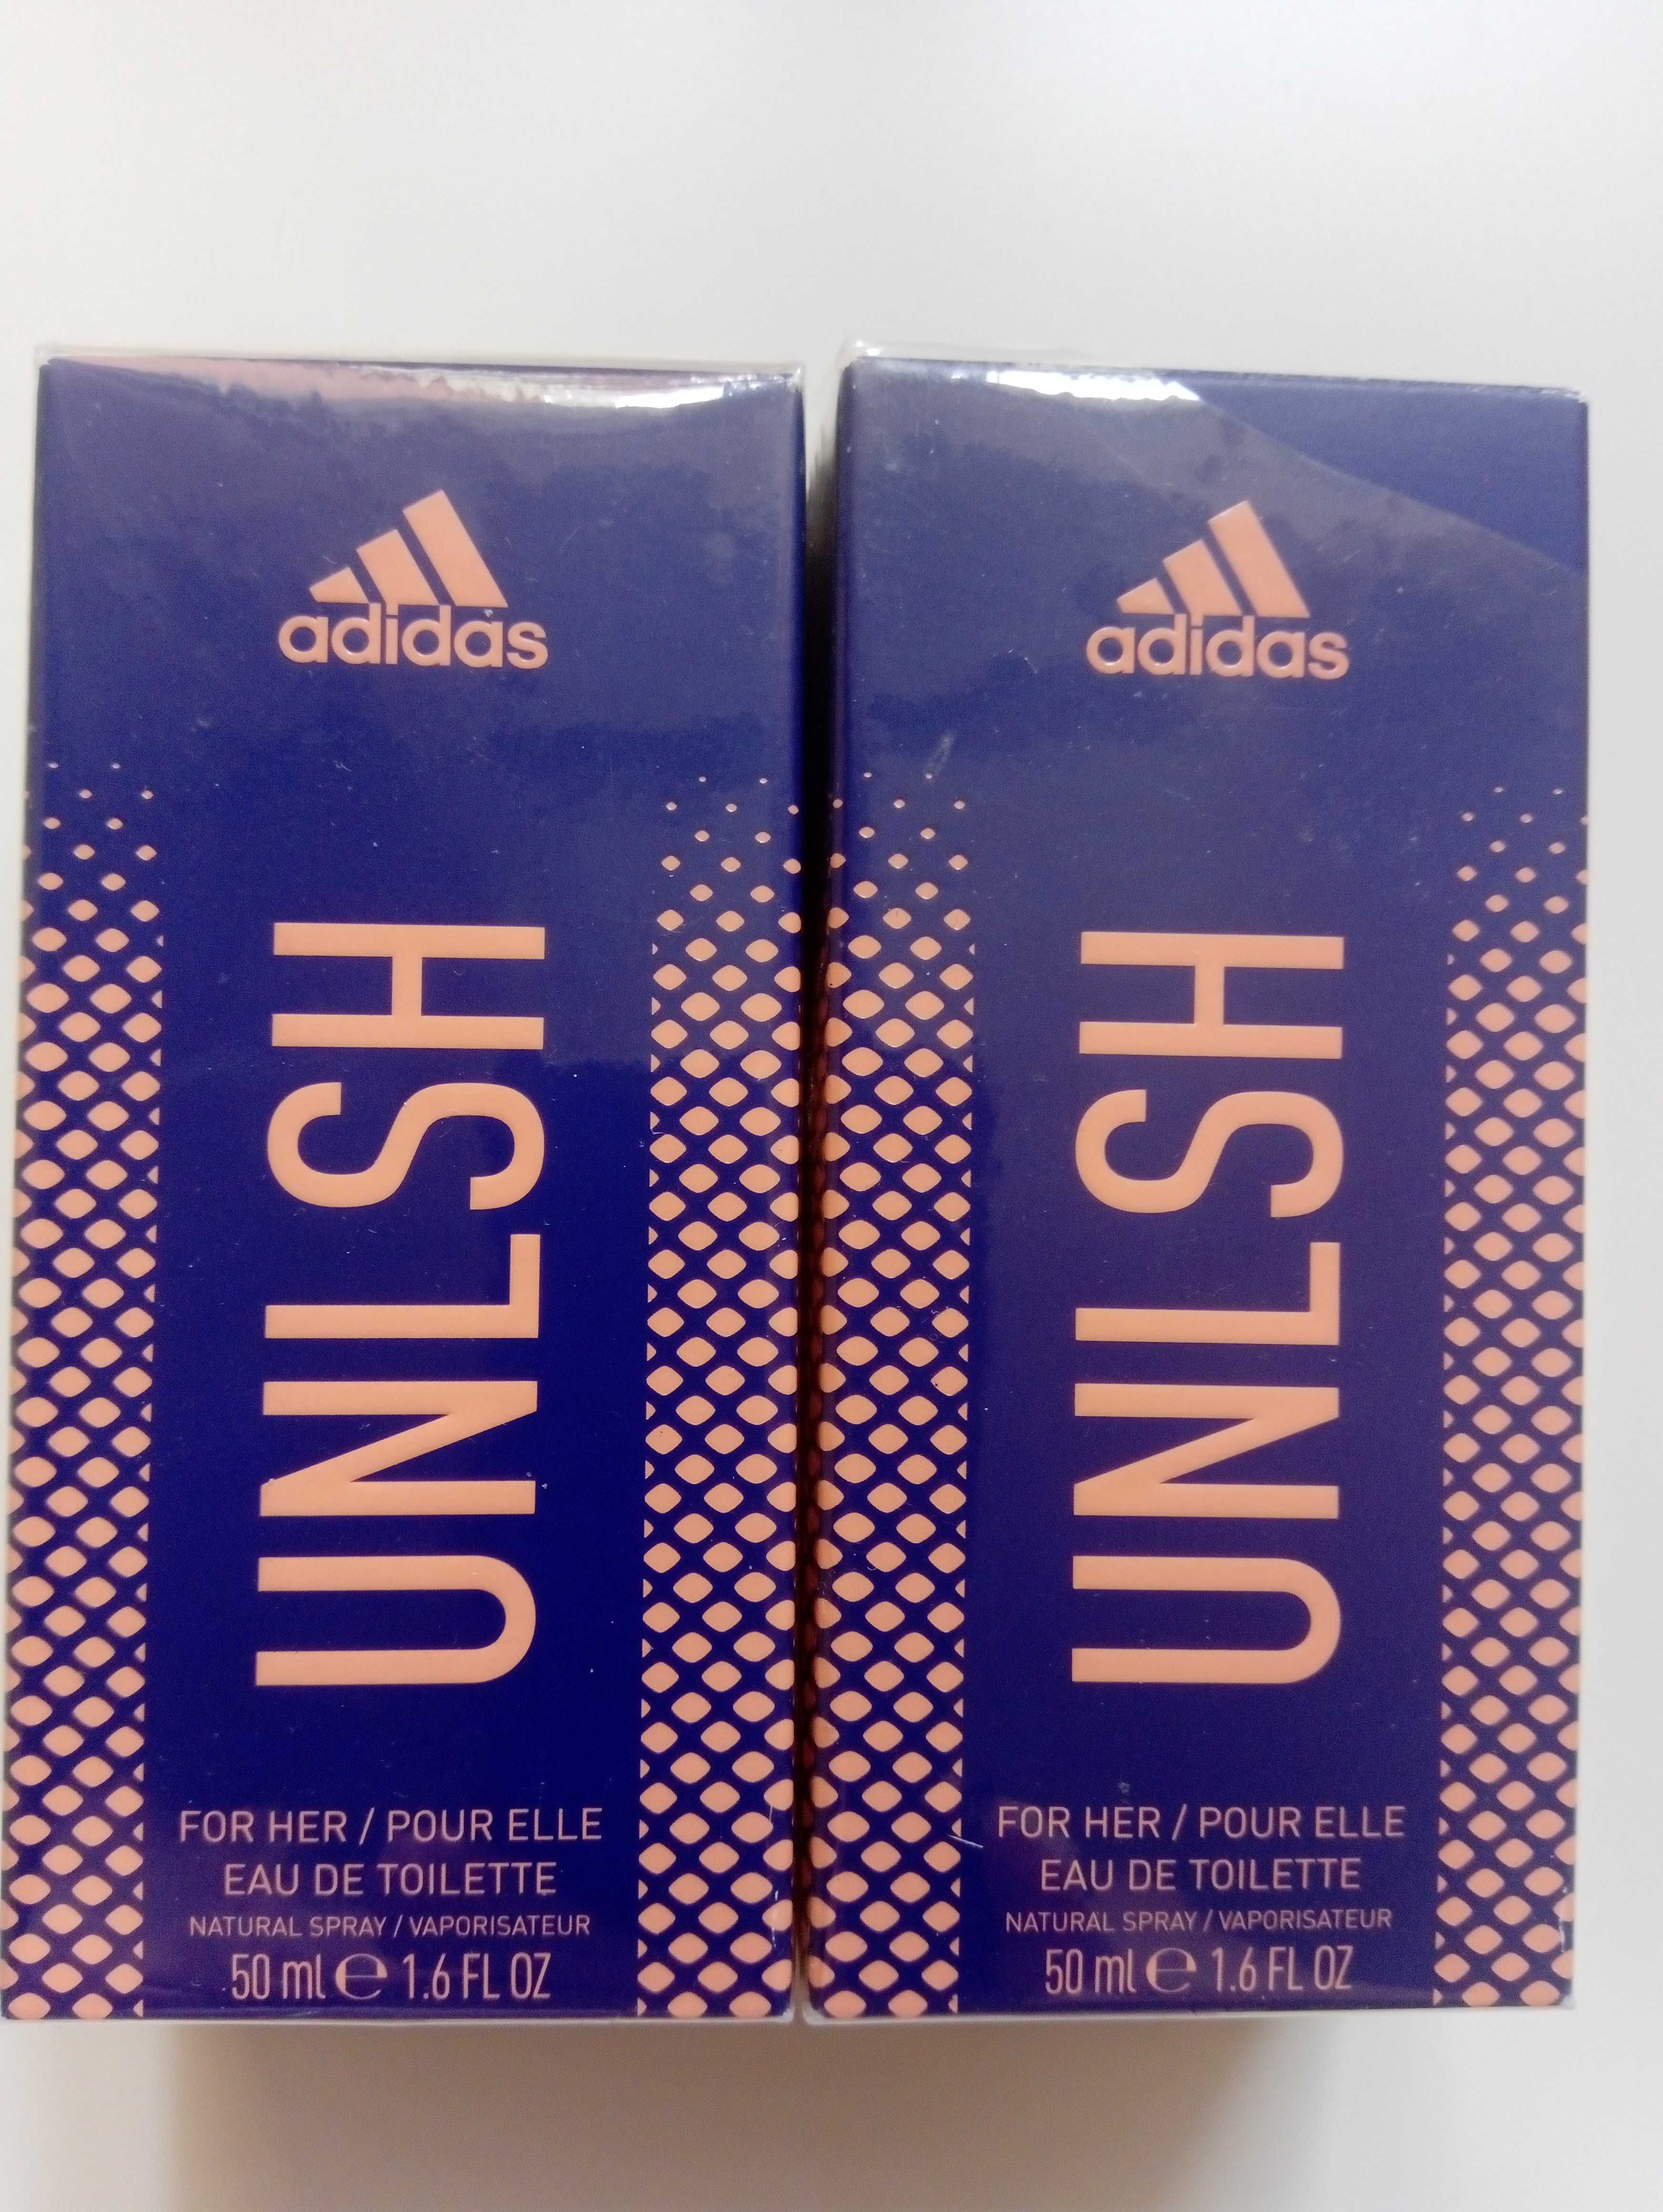 adidas
UNLSH
FOR HER / POUR ELLE
EAU DE TOILETTE
NATURAL SPRAY / VAPORISATEUR
50 ml ℮ 1.6 FL OZ
adidas
UNLSH
FOR HER / POUR ELLE
EAU DE TOILETTE
NATURAL SPRAY / VAPORISATEUR
50 ml ℮ 1.6 FL OZ